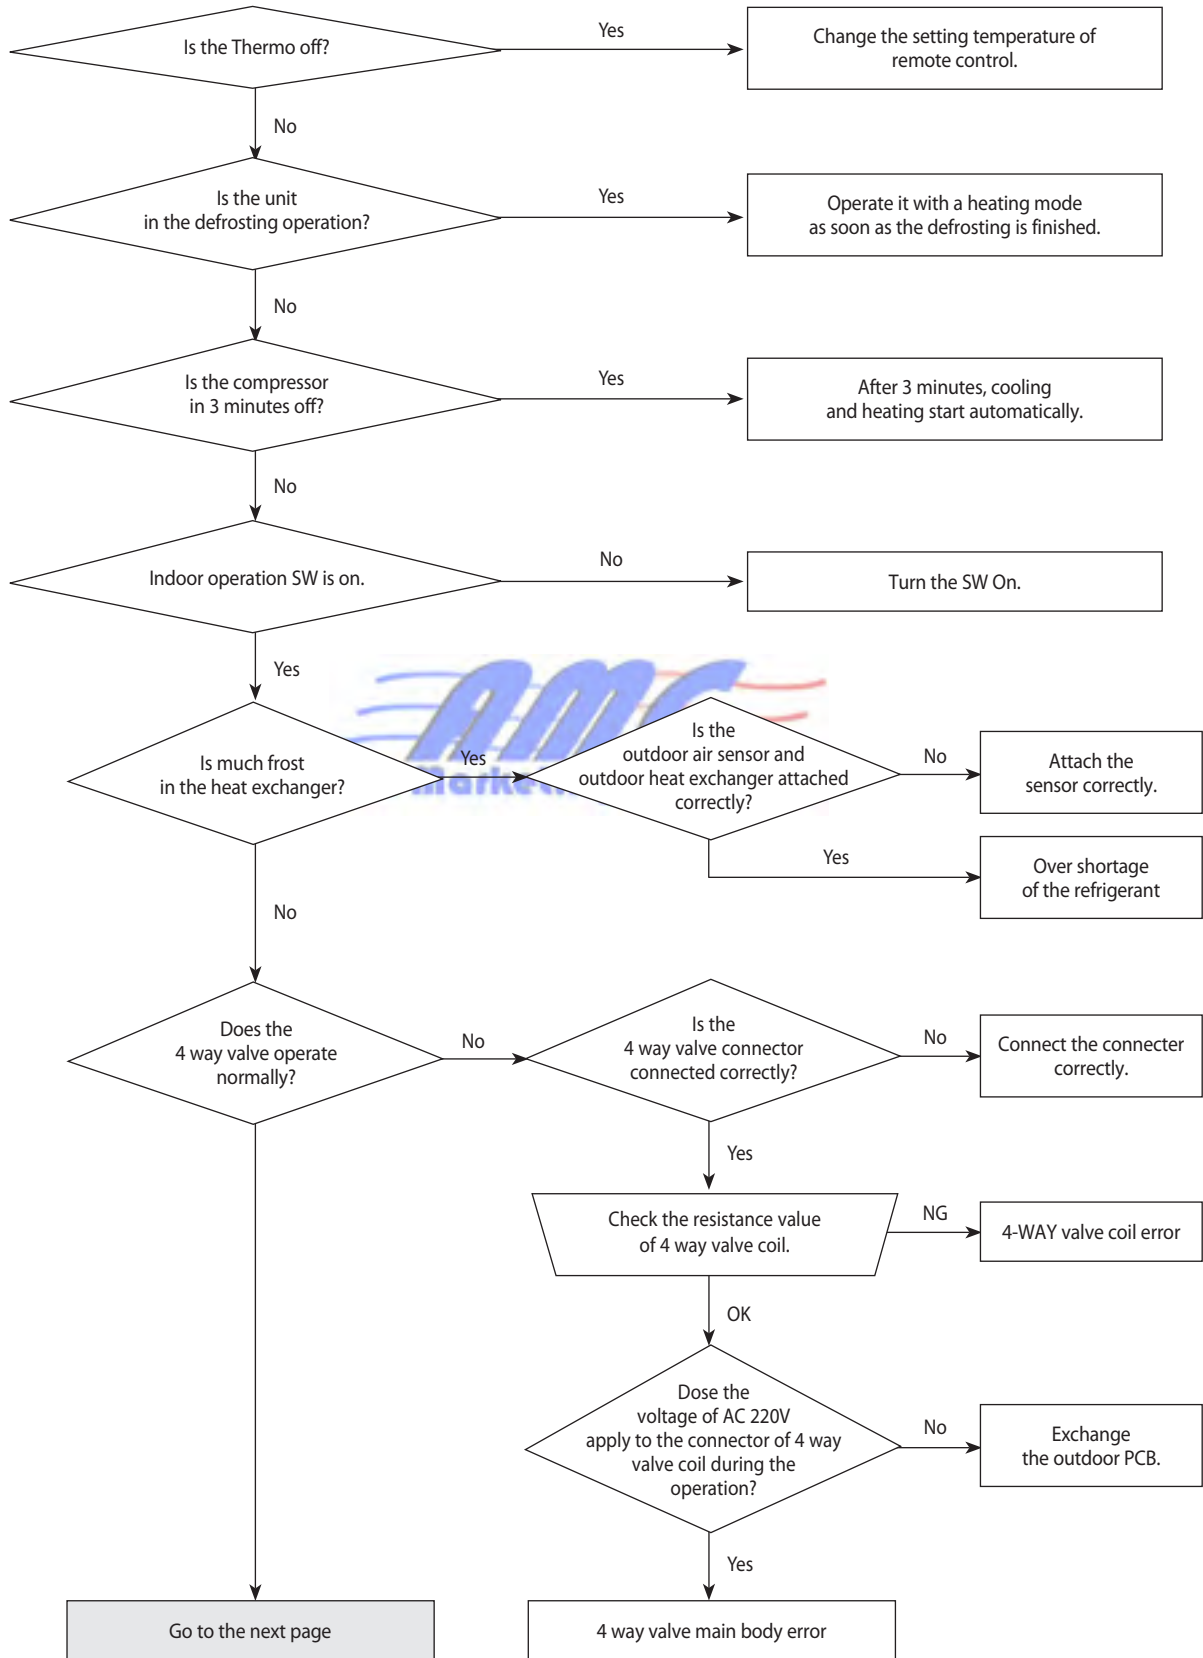 Is the Thermo off?
Yes
Change the setting temperature of
remote control.
No
Is the unit
in the defrosting operation?
Yes
Operate it with a heating mode
as soon as the defrosting is finished.
No
Is the compressor
in 3 minutes off?
Yes
After 3 minutes, cooling
and heating start automatically.
No
Indoor operation SW is on.
No
Turn the SW On.
Yes
AMC
Is much frost
in the heat exchanger?
Yes
Is the
outdoor air sensor and
outdoor heat exchanger attached
correctly?
No
Attach the
sensor correctly.
Yes
Over shortage
of the refrigerant
No
Does the
4 way valve operate
normally?
No
Is the
4 way valve connector
connected correctly?
No
Connect the connecter
correctly.
Yes
Check the resistance value
of 4 way valve coil.
NG
4-WAY valve coil error
OK
Dose the
voltage of AC 220V
apply to the connector of 4 way
valve coil during the
operation?
No
Exchange
the outdoor PCB.
Yes
Go to the next page
4 way valve main body error